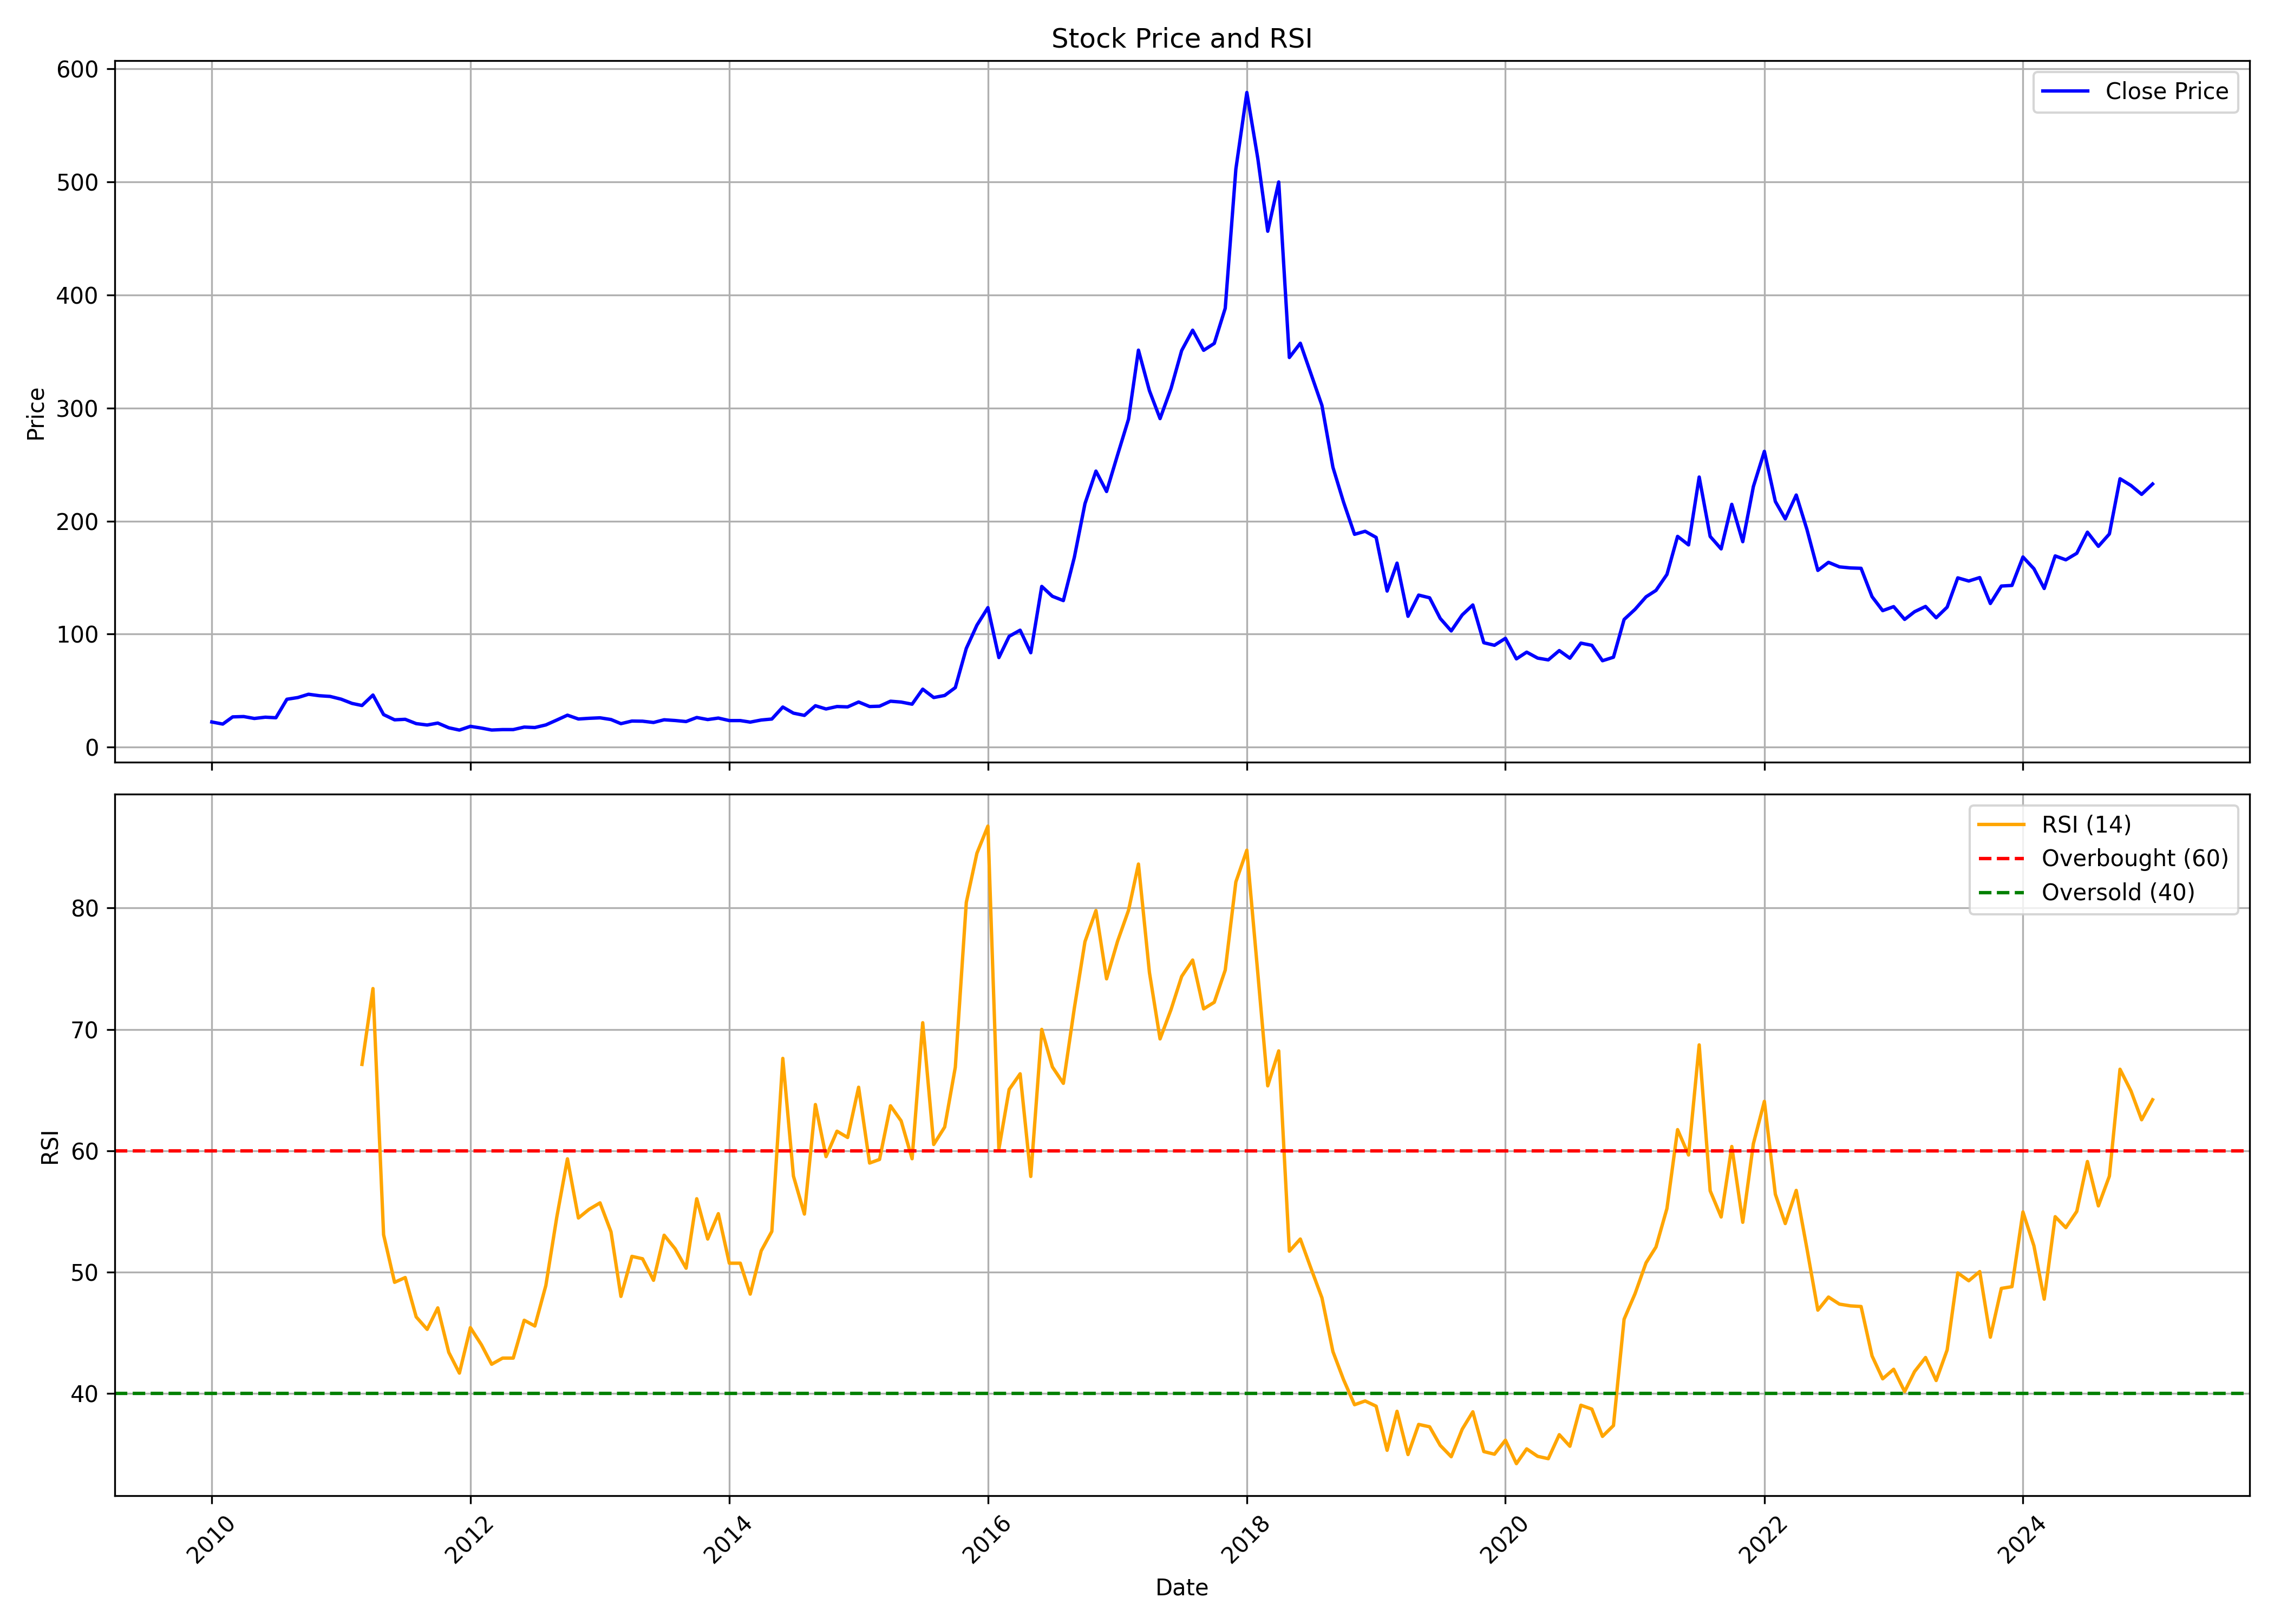 Stock Price and RSI
600
500
400
300
200
100
0
Price
Close Price
80
70
60
50
40
RSI
RSI (14)
Overbought (60)
Oversold (40)
2010
2012
2014
2016
2018
2020
2022
2024
Date